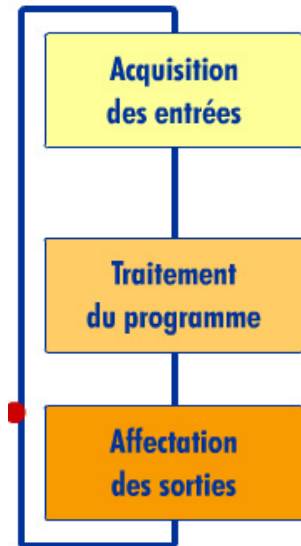 Acquisition
des entrées
Traitement
du programme
Affectation
des sorties